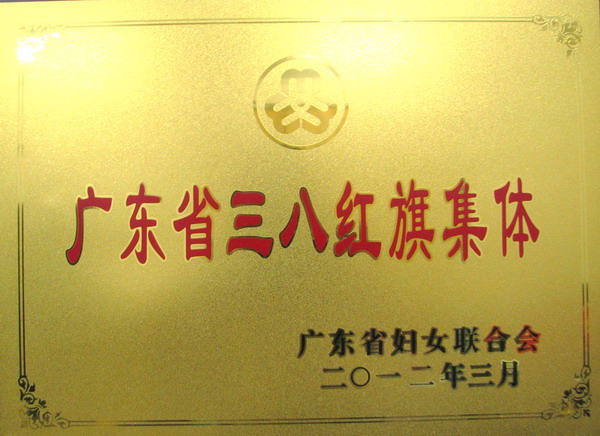 广东省三八红旗集体
广东省妇女联合会
二〇一二年三月